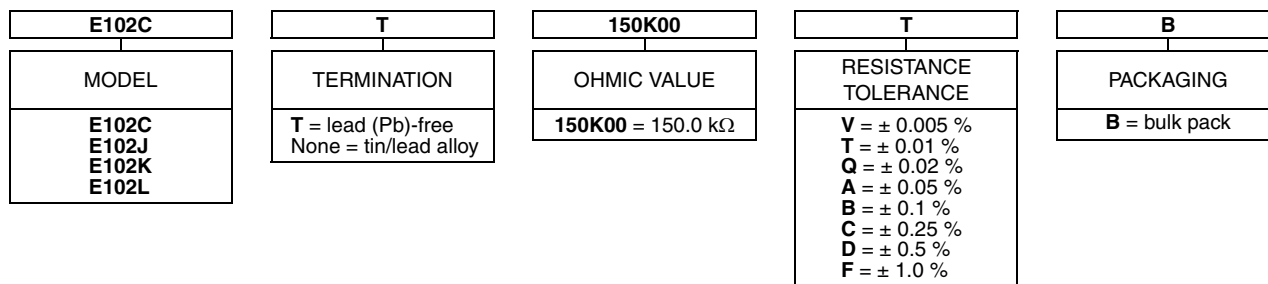 E102C
MODEL
E102C
E102J
E102K
E102L
T
TERMINATION
T = lead (Pb)-free
None = tin/lead alloy
150K00
OHMIC VALUE
150K00 = 150.0 kΩ
T
RESISTANCE
TOLERANCE
V = ± 0.005 %
T = ± 0.01 %
Q = ± 0.02 %
A = ± 0.05 %
B = ± 0.1 %
C = ± 0.25 %
D = ± 0.5 %
F = ± 1.0 %
B
PACKAGING
B = bulk pack